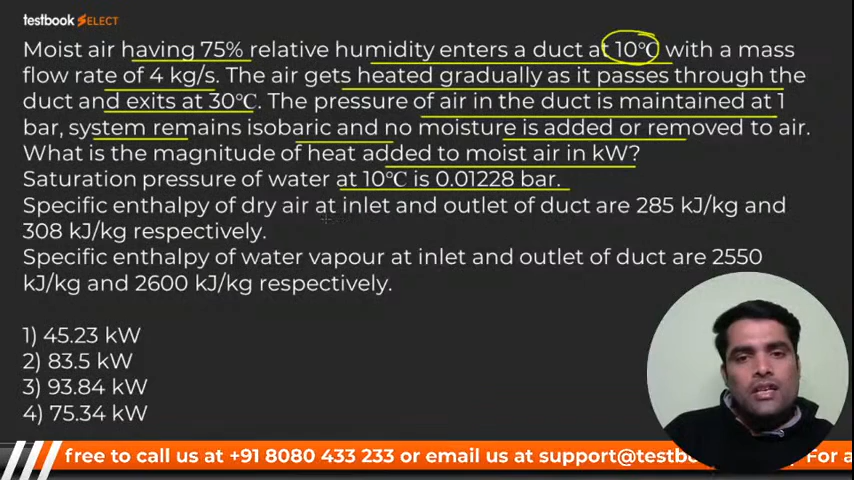 testbook SELECT
Moist air having 75% relative humidity enters a duct at 10℃ with a mass
flow rate of 4 kg/s. The air gets heated gradually as it passes through the
duct and exits at 30℃. The pressure of air in the duct is maintained at 1
bar, system remains isobaric and no moisture is added or removed to air.
What is the magnitude of heat added to moist air in kW?
Saturation pressure of water at 10℃ is 0.01228 bar.
Specific enthalpy of dry air at inlet and outlet of duct are 285 kJ/kg and
308 kJ/kg respectively.
Specific enthalpy of water vapour at inlet and outlet of duct are 2550
kJ/kg and 2600 kJ/kg respectively.
1) 45.23 kW
2) 83.5 kW
3) 93.84 kW
4) 75.34 kW
free to call us at +91 8080 433 233 or email us at support@testbo For a